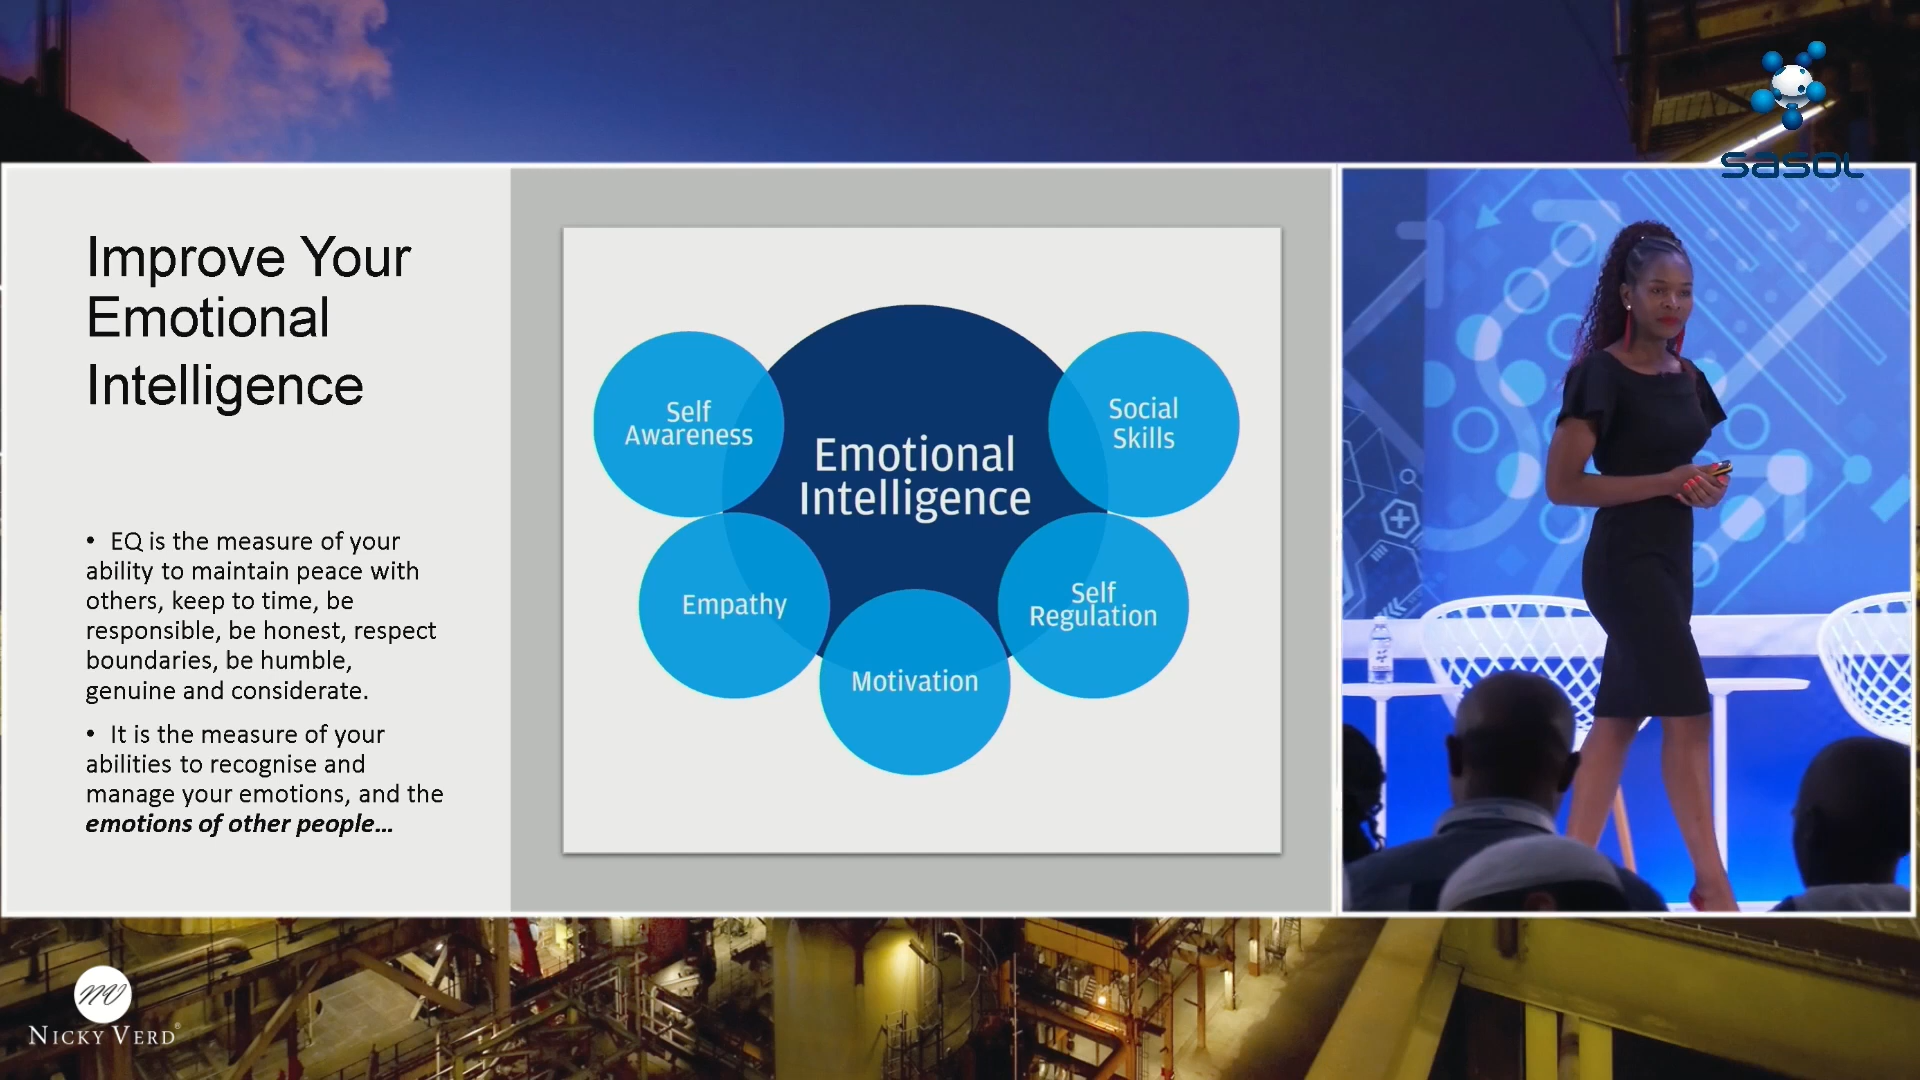 sasol
Improve Your
Emotional
Intelligence
• EQ is the measure of your
ability to maintain peace with
others, keep to time, be
responsible, be honest, respect
boundaries, be humble,
genuine and considerate.
• It is the measure of your
abilities to recognise and
manage your emotions, and the
emotions of other people...
Self
Awareness
Emotional
Intelligence
Social
Skills
Empathy
Self
Regulation
Motivation
NV
NICKY VERD®